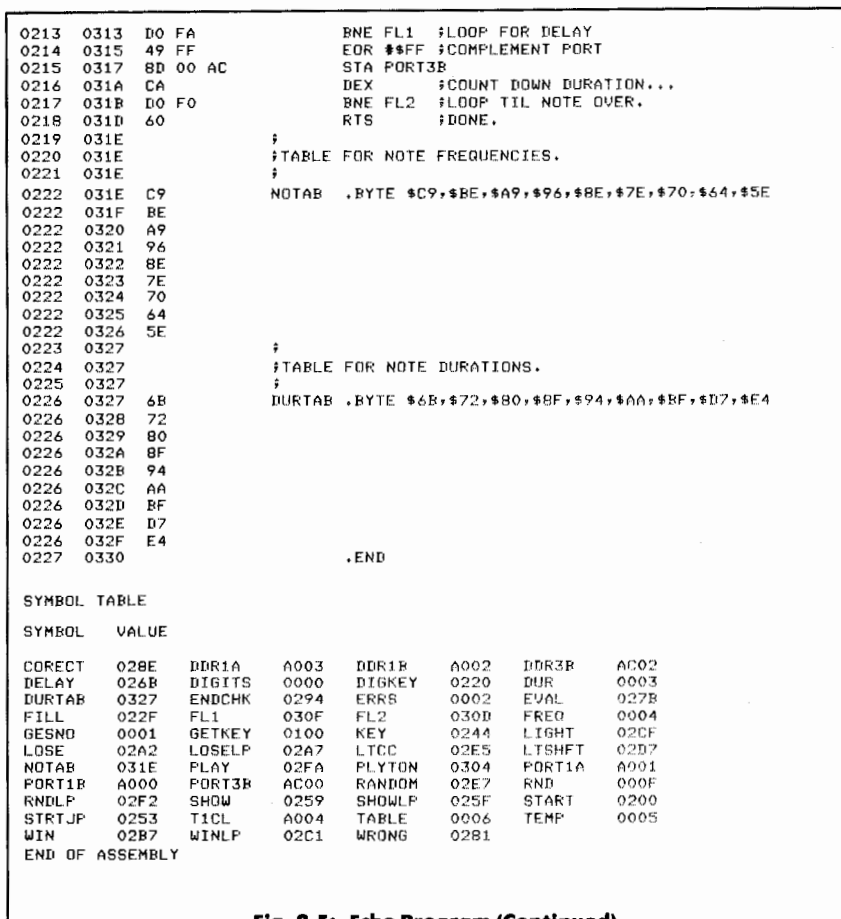 0213 0313 D0 FA BNE FL1 ;LOOP FOR DELAY
0214 0315 49 FF EOR #$FF ;COMPLEMENT PORT
0215 0317 8D 00 AC STA PORT3B
0216 031A CA DEX ;COUNT DOWN DURATION...
0217 031B D0 F0 BNE FL2 ;LOOP TIL NOTE OVER.
0218 031D 60 RTS ;DONE.
0219 031E ;
0220 031E ;TABLE FOR NOTE FREQUENCIES.
0221 031E ;
0222 031E C9 NOTAB .BYTE $C9,$BE,$A9,$96,$8E,$7E,$70,$64,$5E
0222 031F BE
0222 0320 A9
0222 0321 96
0222 0322 8E
0222 0323 7E
0222 0324 70
0222 0325 64
0222 0326 5E
0223 0327 ;
0224 0327 ;TABLE FOR NOTE DURATIONS.
0225 0327 ;
0226 0327 6B DURTAB .BYTE $6B,$72,$80,$8F,$94,$AA,$BF,$D7,$E4
0226 0328 72
0226 0329 80
0226 032A 8F
0226 032B 94
0226 032C AA
0226 032D BF
0226 032E D7
0226 032F E4
0227 0330 .END
SYMBOL TABLE
SYMBOL VALUE
CORECT 028E DDR1A A003 DDR1B A002 DDR3B AC02
DELAY 026B DIGITS 0000 DIGKEY 0220 DUR 0003
DURTAB 0327 ENDCHK 0294 ERRS 0002 EVAL 027B
FILL 022F FL1 030F FL2 030D FREQ 0004
GESNO 0001 GETKEY 0100 KEY 0244 LIGHT 02CF
LOSE 02A2 LOSELP 02A7 LTCC 02E5 LTSHFT 02D7
NOTAB 031E PLAY 02FA PLYTON 0304 PORT1A A001
PORT1B A000 PORT3B AC00 RANDOM 02E7 RND 000F
RNDLP 02F2 SHOW 0259 SHOWLP 025F START 0200
STRTJP 0253 T1CL A004 TABLE 0006 TEMP 0005
WIN 02B7 WINLP 02C1 WRONG 0281
END OF ASSEMBLY
Fig. 8.5: Echo Program (Continued)